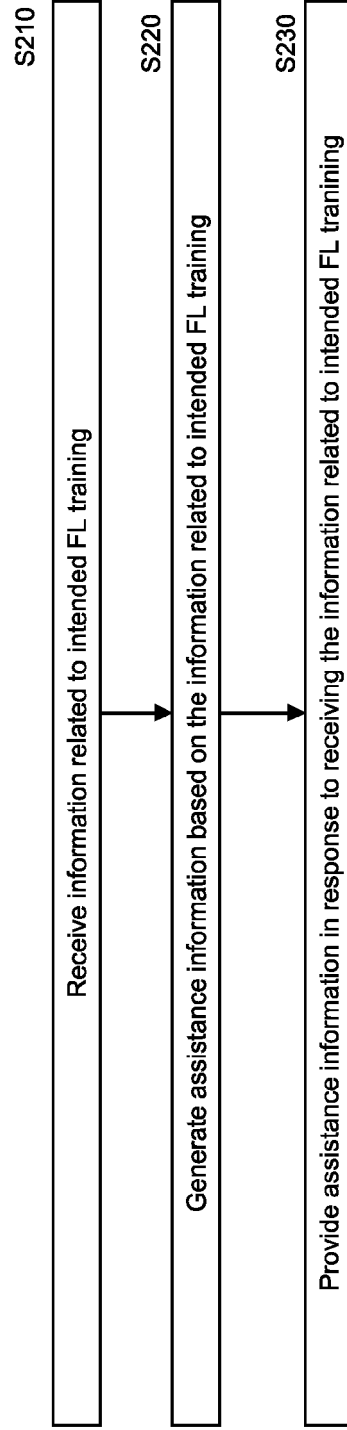 S210
Receive information related to intended FL training
S220
Generate assistance information based on the information related to intended FL training
S230
Provide assistance information in response to receiving the information related to intended FL tranining